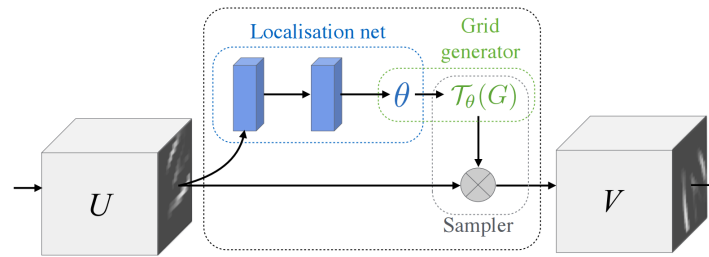 Localisation net
Grid
generator
θ
𝒯θ(G)
U
V
Sampler